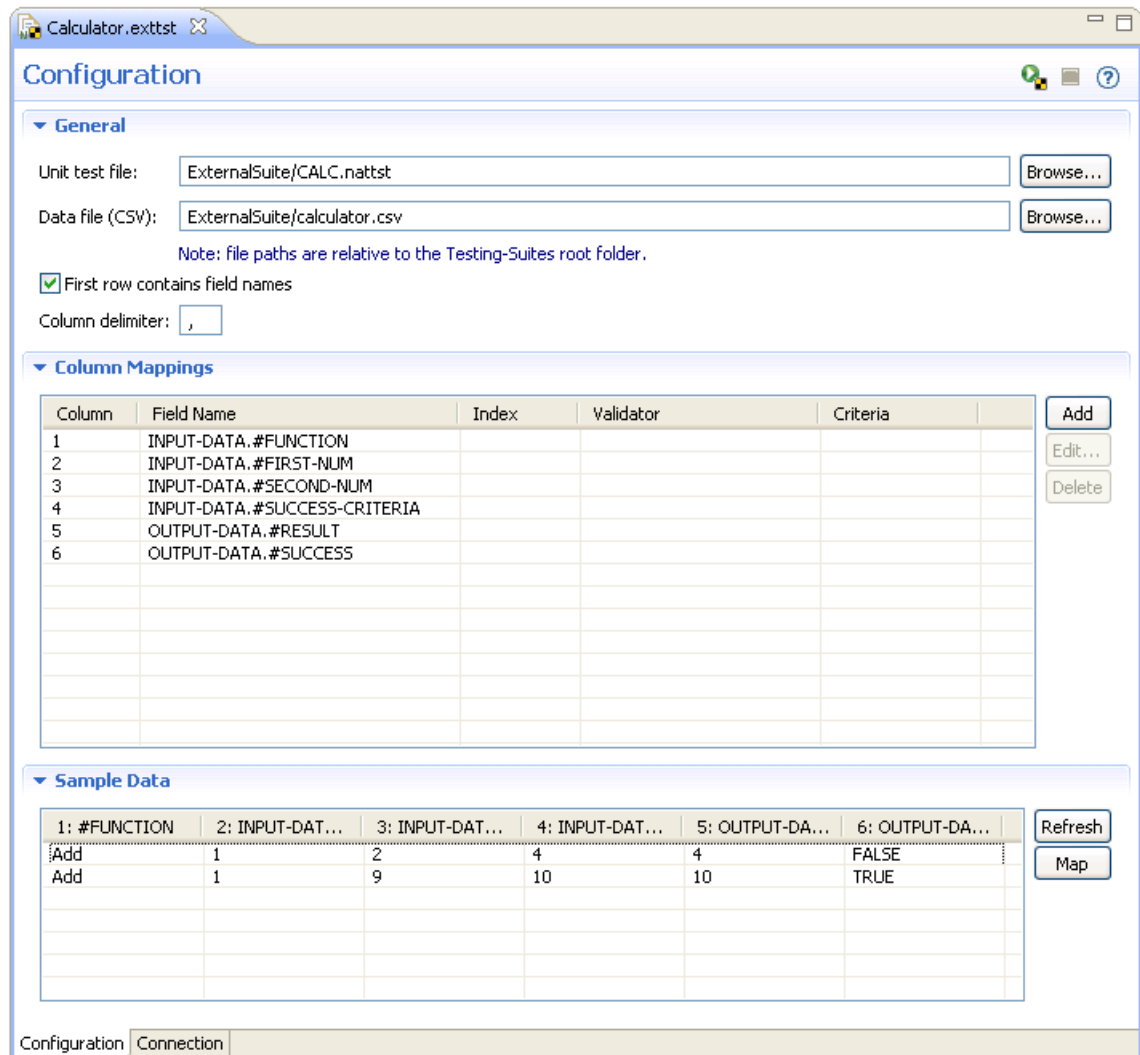 Calculator.exttst
Configuration
General
Unit test file: ExternalSuite/CALC.nattst Browse...
Data file (CSV): ExternalSuite/calculator.csv Browse...
Note: file paths are relative to the Testing-Suites root folder.
First row contains field names
Column delimiter: ,
Column Mappings
Column Field Name Index Validator Criteria Add
1 INPUT-DATA.#FUNCTION
Edit...
2 INPUT-DATA.#FIRST-NUM
3 INPUT-DATA.#SECOND-NUM
Delete
4 INPUT-DATA.#SUCCESS-CRITERIA
5 OUTPUT-DATA.#RESULT
6 OUTPUT-DATA.#SUCCESS
Sample Data
1: #FUNCTION 2: INPUT-DAT... 3: INPUT-DAT... 4: INPUT-DAT... 5: OUTPUT-DA... 6: OUTPUT-DA... Refresh
Add 1 2 4 4 FALSE
Map
Add 1 9 10 10 TRUE
Configuration Connection